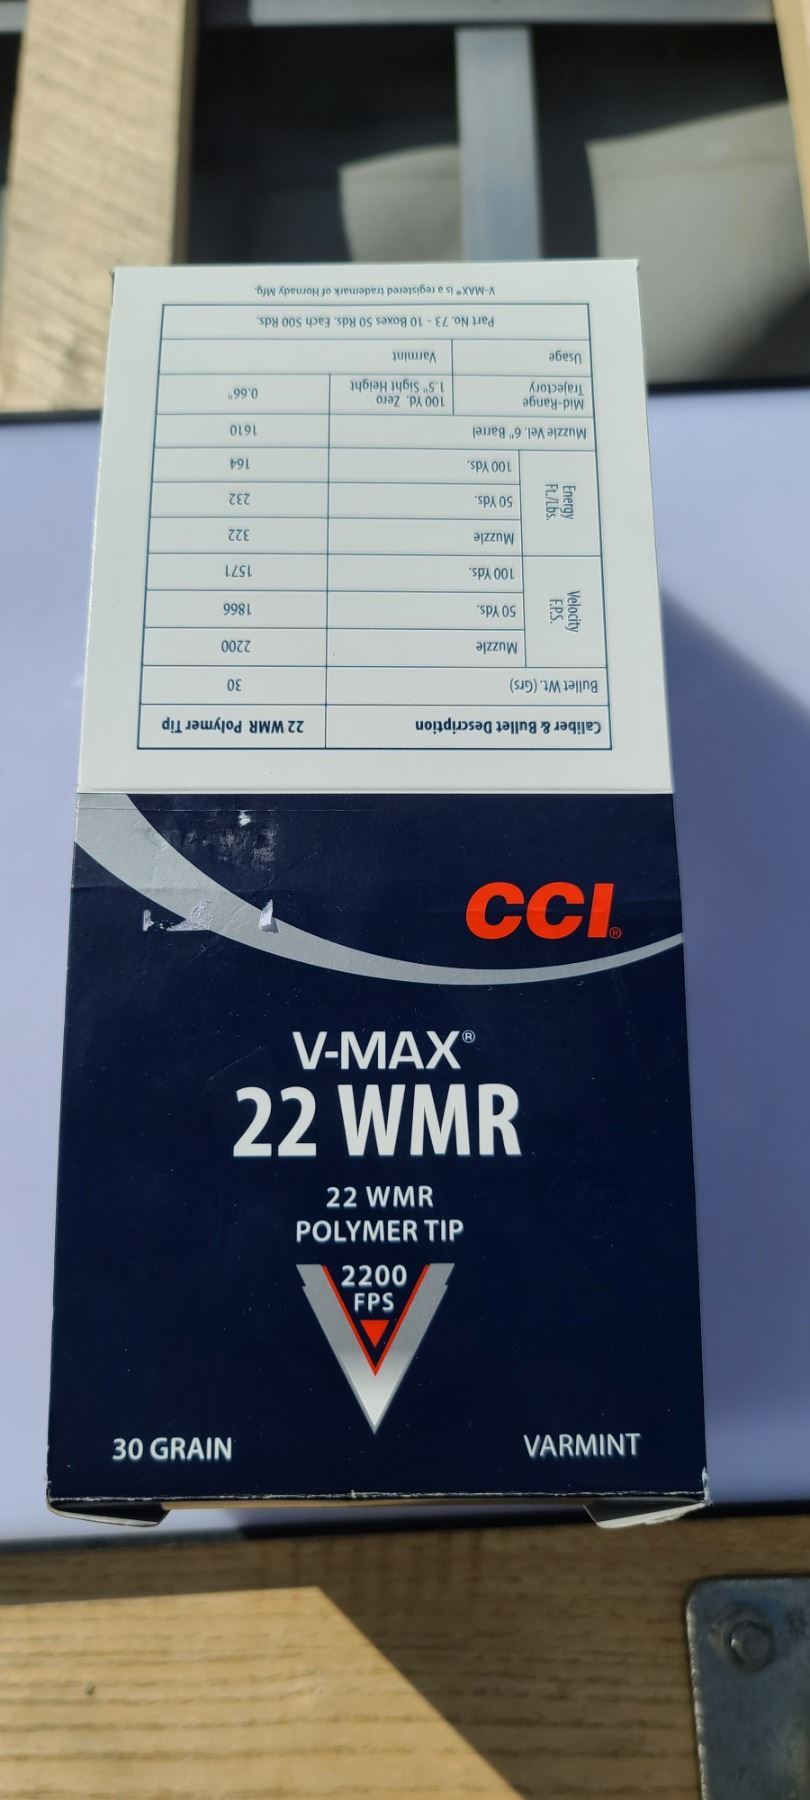 CCI®
V-MAX®
22 WMR
22 WMR
POLYMER TIP
2200
FPS
30 GRAIN
VARMINT
Caliber & Bullet Description 22 WMR Polymer Tip
Bullet Wt. (Grs) 30
Velocity F.P.S. Muzzle 2200
50 Yds. 1866
100 Yds. 1571
Energy Ft./Lbs. Muzzle 322
50 Yds. 232
100 Yds. 164
Muzzle Vel. 6" Barrel 1610
Mid-Range Trajectory 100 Yd. Zero 1.5" Sight Height 0.66"
Usage Varmint
Part No. 73 - 10 Boxes 50 Rds. Each 500 Rds.
V-MAX® is a registered trademark of Hornady Mfg.